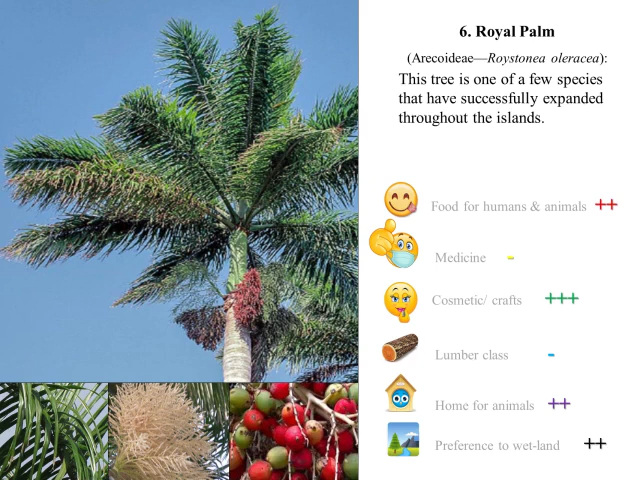 6. Royal Palm
(Arecoideae—Roystonea oleracea):
This tree is one of a few species
that have successfully expanded
throughout the islands.
Food for humans & animals ++
Medicine -
Cosmetic/ crafts +++
Lumber class -
Home for animals ++
Preference to wet-land ++